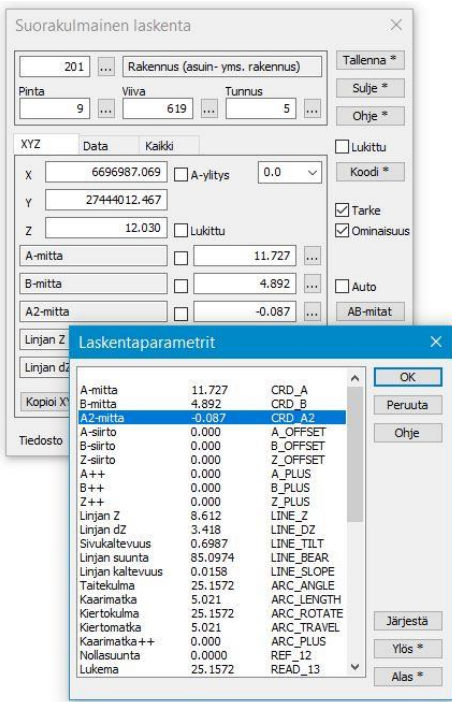 Suorakulmainen laskenta
201 ... Rakennus (asuin- yms. rakennus) Tallenna *
Pinta Viiva Tunnus Sulje *
9 ... 619 ... 5 ... Ohje *
XYZ Data Kaikki Lukittu
X 6696987.069 A-ylitys 0.0 Koodi *
Y 27444012.467 Tarke
Z 12.030 Lukittu Ominaisuus
A-mitta 11.727 ...
B-mitta 4.892 ... Auto
A2-mitta -0.087 ... AB-mitat
Linjan Z
Linjan dZ
Kopioi XY
Tiedosto
Laskentaparametrit
OK
Peruuta
Ohje
A-mitta 11.727 CRD_A
B-mitta 4.892 CRD_B
A2-mitta -0.087 CRD_A2
A-siirto 0.000 A_OFFSET
B-siirto 0.000 B_OFFSET
Z-siirto 0.000 Z_OFFSET
A++ 0.000 A_PLUS
B++ 0.000 B_PLUS
Z++ 0.000 Z_PLUS
Linjan Z 8.612 LINE_Z
Linjan dZ 3.418 LINE_DZ
Sivukaltevuus 0.6987 LINE_TILT
Linjan suunta 85.0974 LINE_BEAR
Linjan kaltevuus 0.0158 LINE_SLOPE
Taitekulma 25.1572 ARC_ANGLE
Kaarimatka 5.021 ARC_LENGTH
Kiertokulma 25.1572 ARC_ROTATE
Kiertomatka 5.021 ARC_TRAVEL
Kaarimatka++ 0.000 ARC_PLUS
Nollasuunta 0.0000 REF_12
Lukema 25.1572 READ_13
Järjestä
Ylös *
Alas *